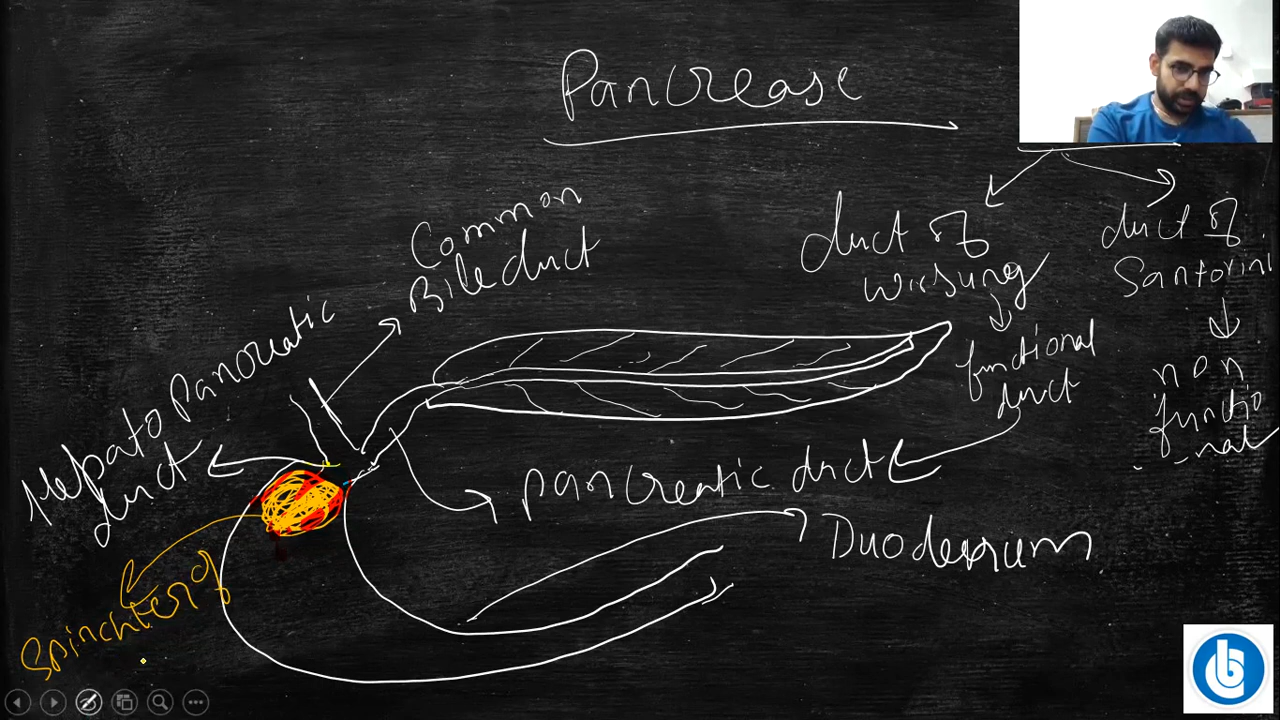 Pancrease
Common
Bile duct
duct of
Wirsung
functional
duct
duct of
Santorini
non
functio
nal
Hepato Pancreatic
duct
pancreatic duct
Duodenum
Spinchter of